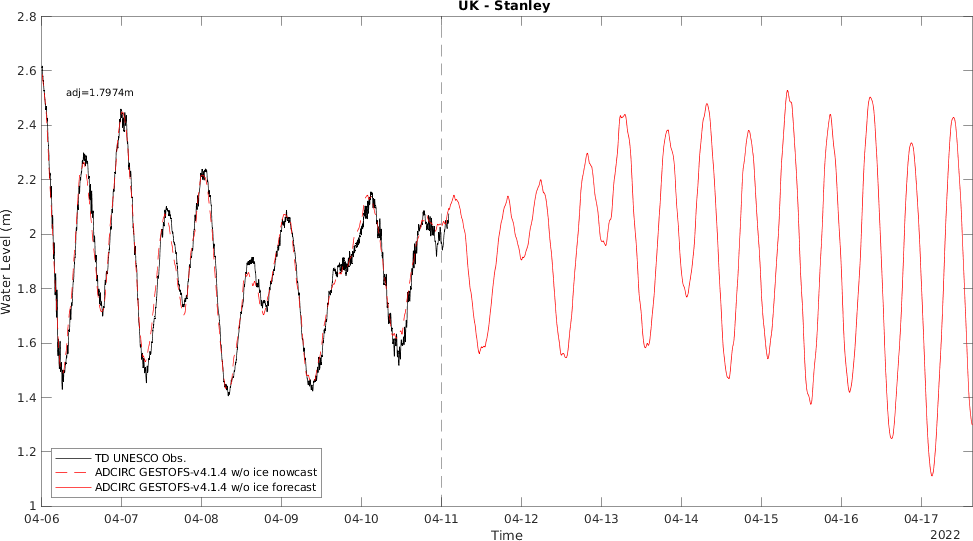 UK - Stanley
2.8
2.6
2.4
2.2
2
1.8
1.6
1.4
1.2
1
Water Level (m)
adj=1.7974m
TD UNESCO Obs.
ADCIRC GESTOFS-v4.1.4 w/o ice nowcast
ADCIRC GESTOFS-v4.1.4 w/o ice forecast
04-06 04-07 04-08 04-09 04-10 04-11 04-12 04-13 04-14 04-15 04-16 04-17
Time
2022